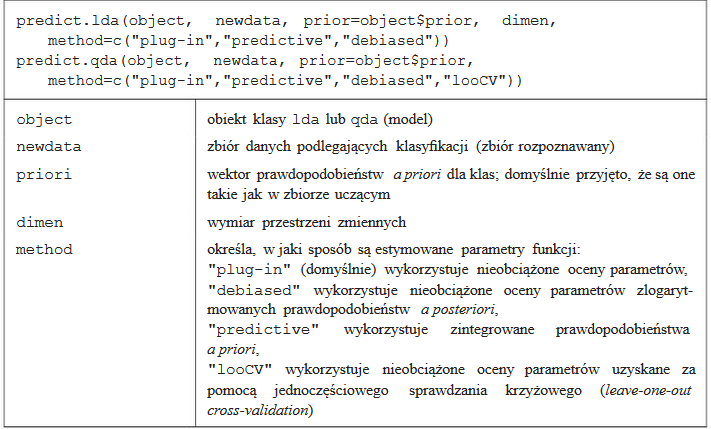 predict.lda(object, newdata, prior=object$prior, dimen,
method=c("plug-in","predictive","debiased"))
predict.qda(object, newdata, prior=object$prior,
method=c("plug-in","predictive","debiased","looCV"))
object obiekt klasy lda lub qda (model)
newdata zbiór danych podlegających klasyfikacji (zbiór rozpoznawany)
priori wektor prawdopodobieństw a priori dla klas; domyślnie przyjęto, że są one
takie jak w zbiorze uczącym
dimen wymiar przestrzeni zmiennych
method określa, w jaki sposób są estymowane parametry funkcji:
"plug-in" (domyślnie) wykorzystuje nieobciążone oceny parametrów,
"debiased" wykorzystuje nieobciążone oceny parametrów zlogaryt-
mowanych prawdopodobieństw a posteriori,
"predictive" wykorzystuje zintegrowane prawdopodobieństwa
a priori,
"looCV" wykorzystuje nieobciążone oceny parametrów uzyskane za
pomocą jednoczęściowego sprawdzania krzyżowego (leave-one-out
cross-validation)